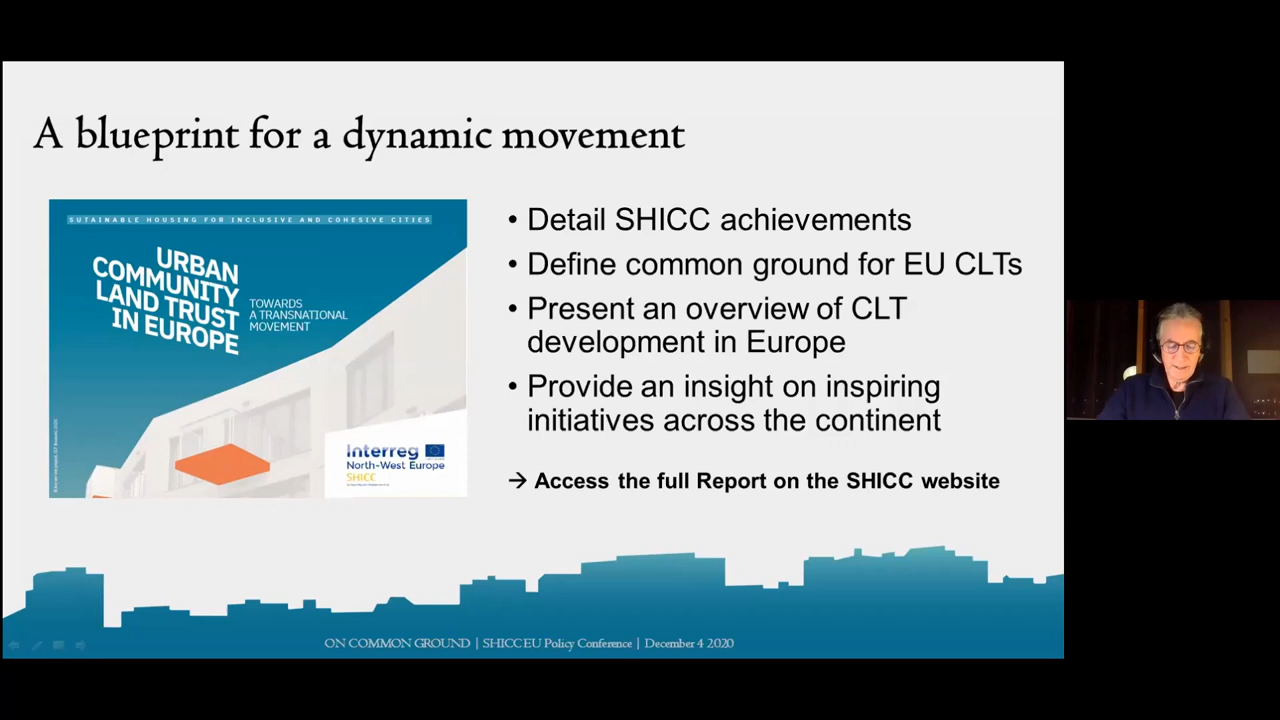 A blueprint for a dynamic movement
SUTAINABLE HOUSING FOR INCLUSIVE AND COHESIVE CITIES
URBAN
COMMUNITY
LAND TRUST
IN EUROPE
TOWARDS
A TRANSNATIONAL
MOVEMENT
Interreg
North-West Europe
SHICC
• Detail SHICC achievements
• Define common ground for EU CLTs
• Present an overview of CLT
development in Europe
• Provide an insight on inspiring
initiatives across the continent
→ Access the full Report on the SHICC website
ON COMMON GROUND | SHICC EU Policy Conference | December 4 2020